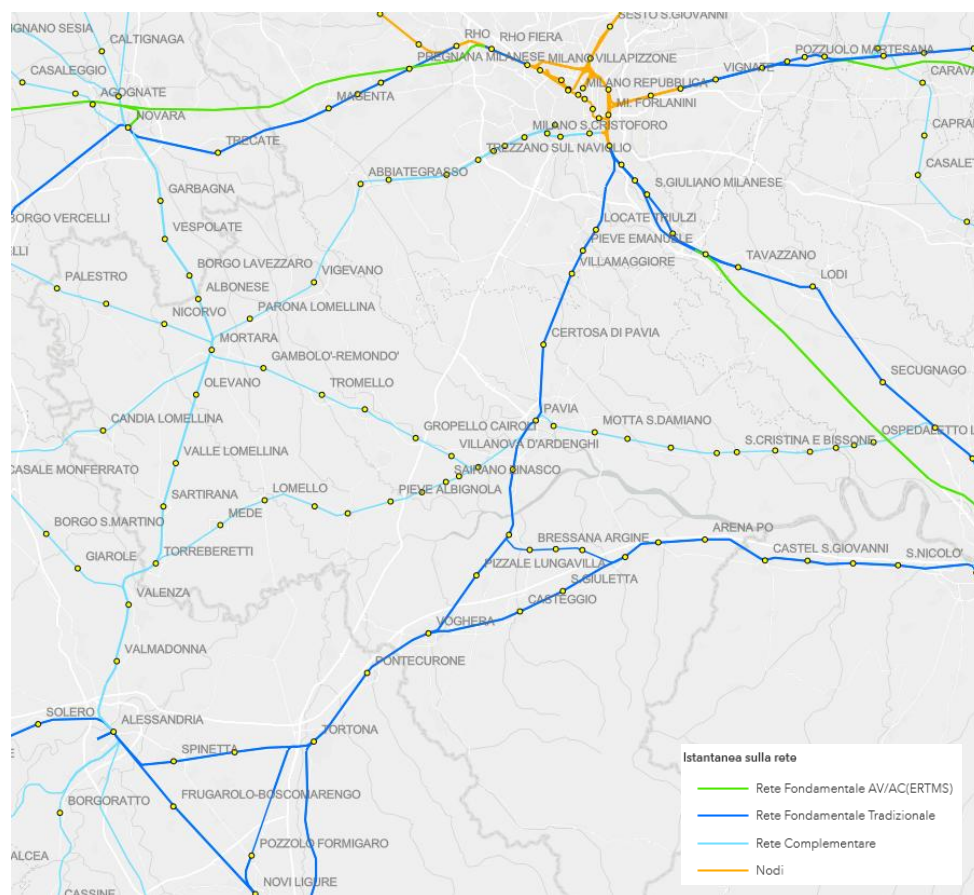 SESTO S.GIOVANNI
GNANO SESIA
CALTIGNAGA
RHO
RHO FIERA
POZZUOLO MARTESANA
CASALEGGIO
PREGNANA MILANESE
MILANO VILLAPIZZONE
VIGNATE
MILANO REPUBBLICA
AGOGNATE
MAGENTA
CARAVA
NOVARA
MI. FORLANINI
MILANO S.CRISTOFORO
CAPRAL
TRECATE
TREZZANO SUL NAVIGLIO
ABBIATEGRASSO
CASALET
GARBAGNA
S.GIULIANO MILANESE
BORGO VERCELLI
LOCATE TRIULZI
VESPOLATE
PIEVE EMANUELE
ELLI
VILLAMAGGIORE
TAVAZZANO
PALESTRO
BORGO LAVEZZARO
VIGEVANO
LODI
ALBONESE
NICORVO
PARONA LOMELLINA
CERTOSA DI PAVIA
MORTARA
GAMBOLO'-REMONDO'
SECUGNAGO
OLEVANO
TROMELLO
PAVIA
CANDIA LOMELLINA
MOTTA S.DAMIANO
GROPELLO CAIROLI
OSPEDALETTO L
VILLANOVA D'ARDENGHI
S.CRISTINA E BISSONE
VALLE LOMELLINA
CASALE MONFERRATO
SAIRANO ZINASCO
SARTIRANA
LOMELLO
PIEVE ALBIGNOLA
BORGO S.MARTINO
MEDE
ARENA PO
BRESSANA ARGINE
GIAROLE
TORREBERETTI
CASTEL S.GIOVANNI
S.NICOLO'
PIZZALE LUNGAVILLA
S.GIULETTA
VALENZA
CASTEGGIO
VOGHERA
VALMADONNA
PONTECURONE
SOLERO
ALESSANDRIA
TORTONA
SPINETTA
Istantanea sulla rete
Rete Fondamentale AV/AC(ERTMS)
BORGORATTO
FRUGAROLO-BOSCOMARENGO
Rete Fondamentale Tradizionale
POZZOLO FORMIGARO
Rete Complementare
ALCEA
NOVI LIGURE
Nodi
CASSINE